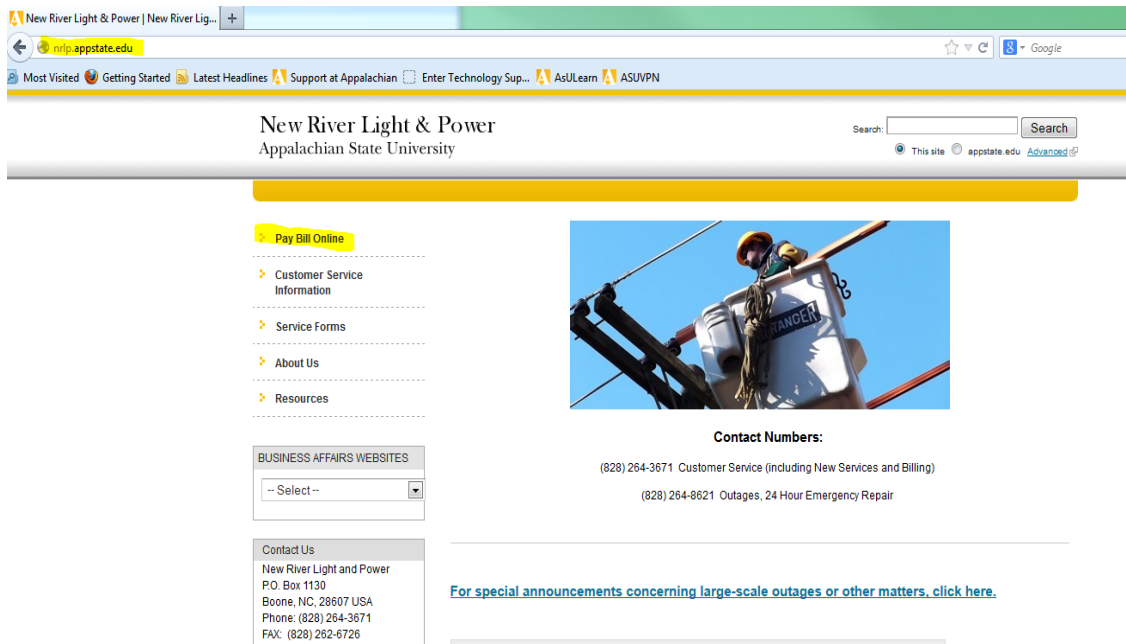 New River Light & Power | New River Lig...
+
nrlp.appstate.edu
8
Google
Most Visited Getting Started Latest Headlines Support at Appalachian Enter Technology Sup... AsULearn ASUVPN
New River Light & Power
Appalachian State University
Search: Search
This site appstate.edu Advanced
Pay Bill Online
Customer Service
Information
Service Forms
About Us
Resources
BUSINESS AFFAIRS WEBSITES
-- Select --
Contact Us
New River Light and Power
P.O. Box 1130
Boone, NC, 28607 USA
Phone: (828) 264-3671
FAX: (828) 262-6726
RANGER
Contact Numbers:
(828) 264-3671 Customer Service (including New Services and Billing)
(828) 264-8621 Outages, 24 Hour Emergency Repair
For special announcements concerning large-scale outages or other matters, click here.